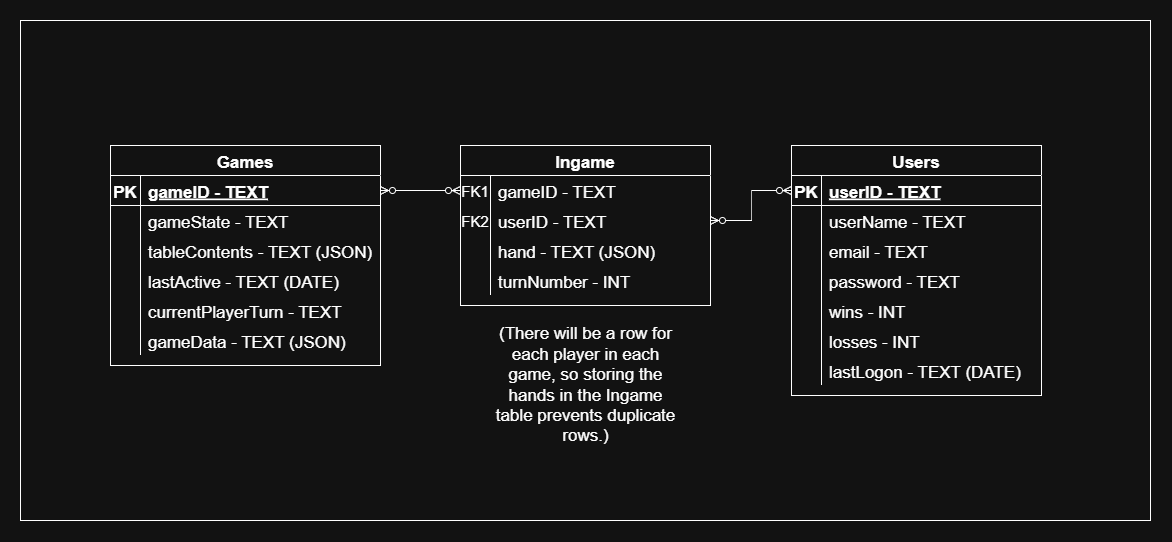 Games
PK gameID - TEXT
gameState - TEXT
tableContents - TEXT (JSON)
lastActive - TEXT (DATE)
currentPlayerTurn - TEXT
gameData - TEXT (JSON)
Ingame
FK1 gameID - TEXT
FK2 userID - TEXT
hand - TEXT (JSON)
turnNumber - INT
(There will be a row for
each player in each
game, so storing the
hands in the Ingame
table prevents duplicate
rows.)
Users
PK userID - TEXT
userName - TEXT
email - TEXT
password - TEXT
wins - INT
losses - INT
lastLogon - TEXT (DATE)